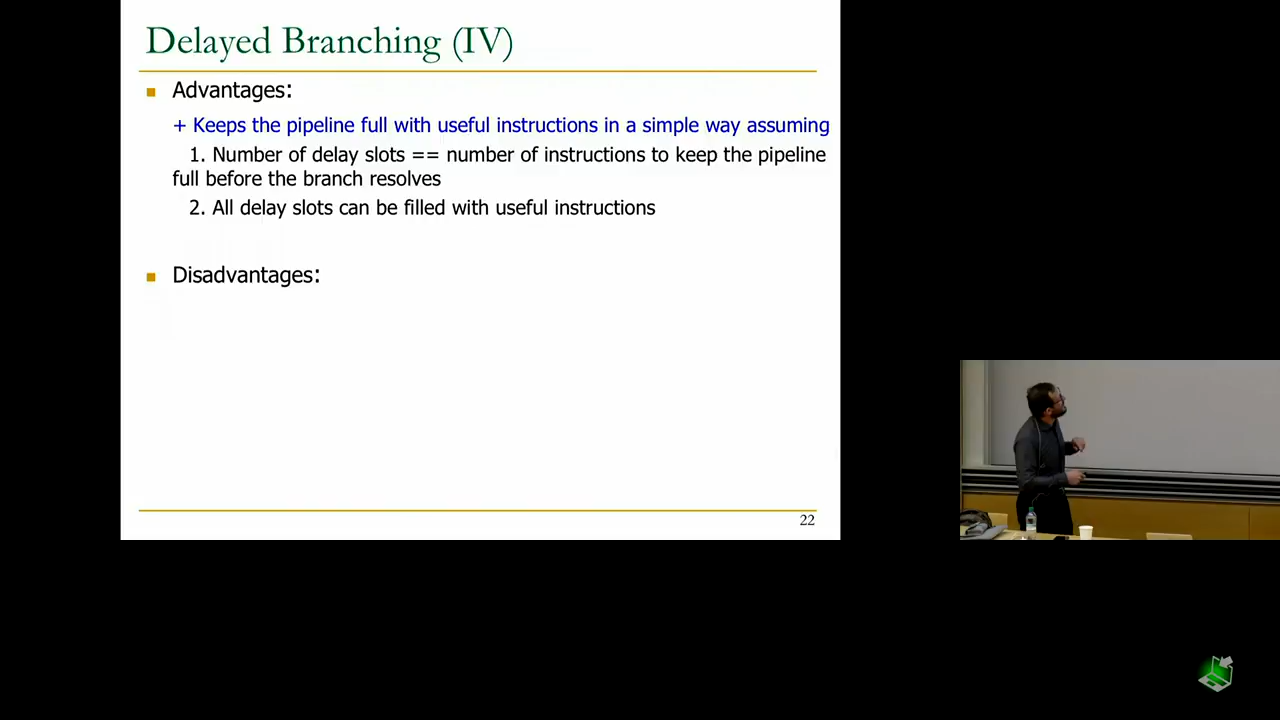 Delayed Branching (IV)
Advantages:
+ Keeps the pipeline full with useful instructions in a simple way assuming
1. Number of delay slots == number of instructions to keep the pipeline
full before the branch resolves
2. All delay slots can be filled with useful instructions
Disadvantages:
22